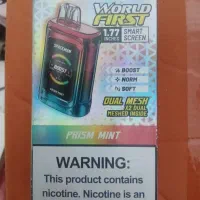 WORLD
FIRST
1.77 SMART
INCHES SCREEN
BOOST
NORM
SOFT
DUAL MESH
X2 DUAL
MESHED INSIDE
PRISM MINT
WARNING:
This product contains
nicotine. Nicotine is an